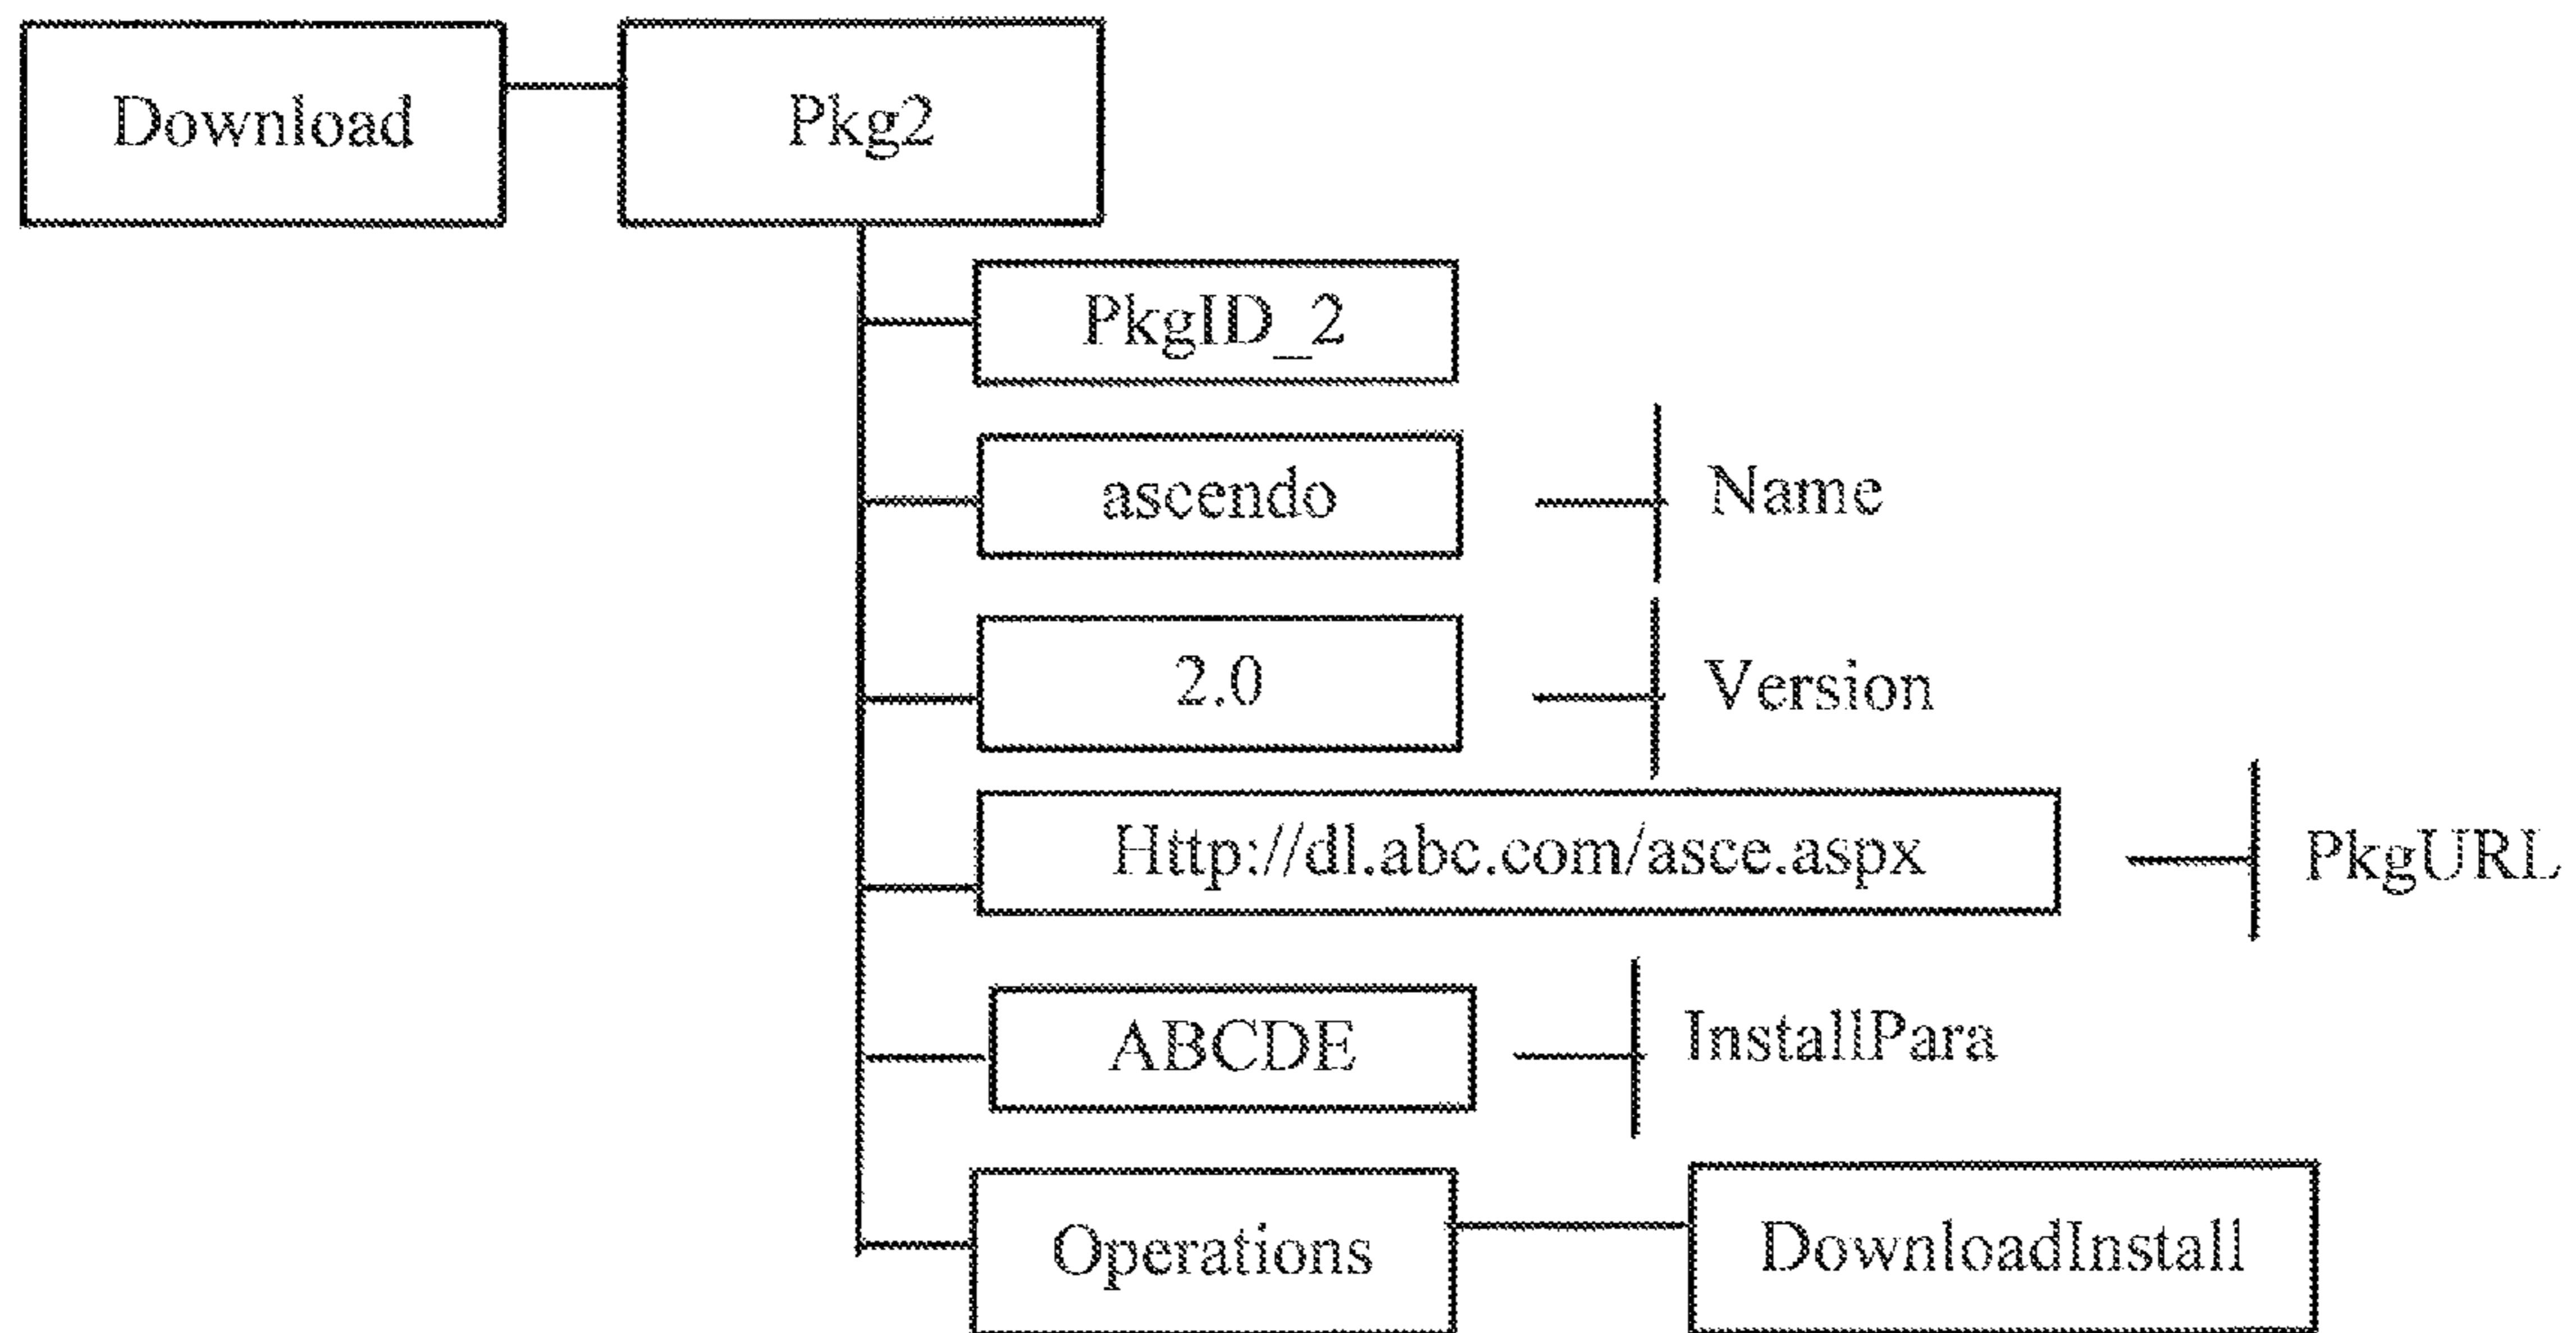 Download
Pkg2
PkgID_2
ascendo
Name
2.0
Version
Http://dl.abc.com/asce.aspx
PkgURL
ABCDE
InstallPara
Operations
DownloadInstall